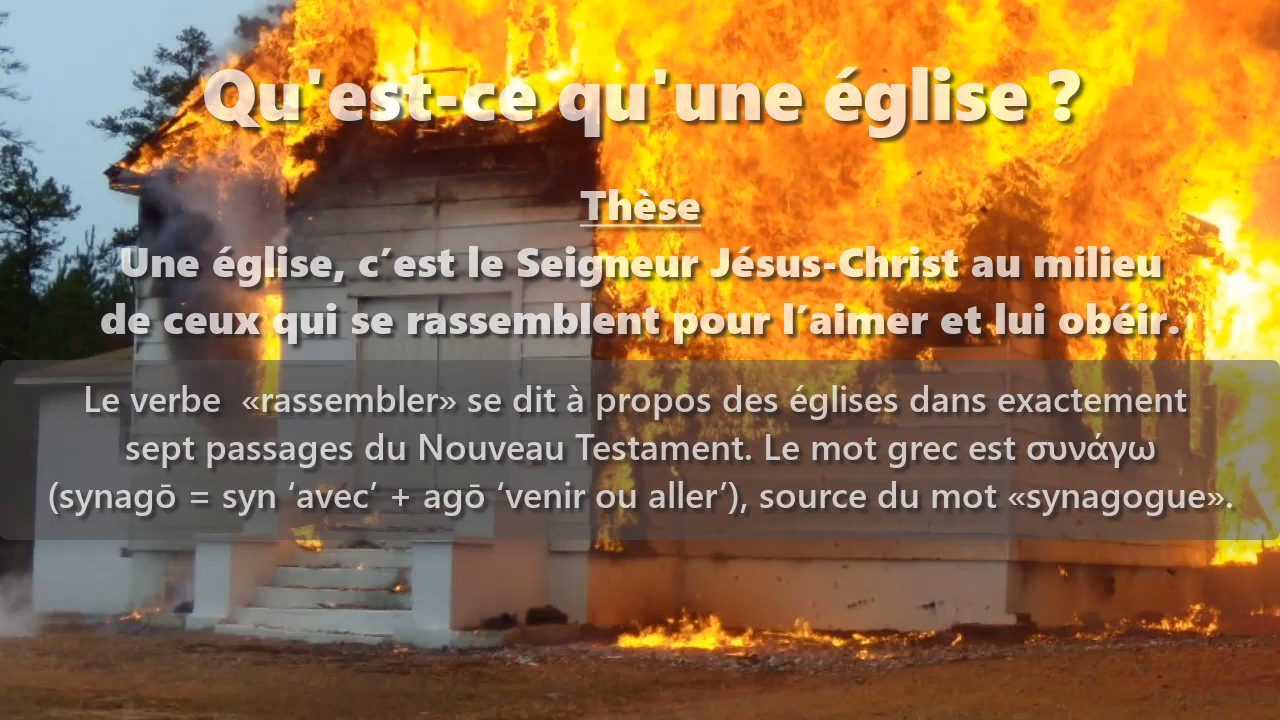 Qu'est-ce qu'une église ?
Thèse
Une église, c´est le Seigneur Jésus-Christ au milieu
de ceux qui se rassemblent pour l´aimer et lui obéir.
Le verbe  «rassembler» se dit à propos des églises dans exactement
sept passages du Nouveau Testament. Le mot grec est συνάγω
(synagō = syn ‘avec’ + agō ‘venir ou aller’), source du mot «synagogue».